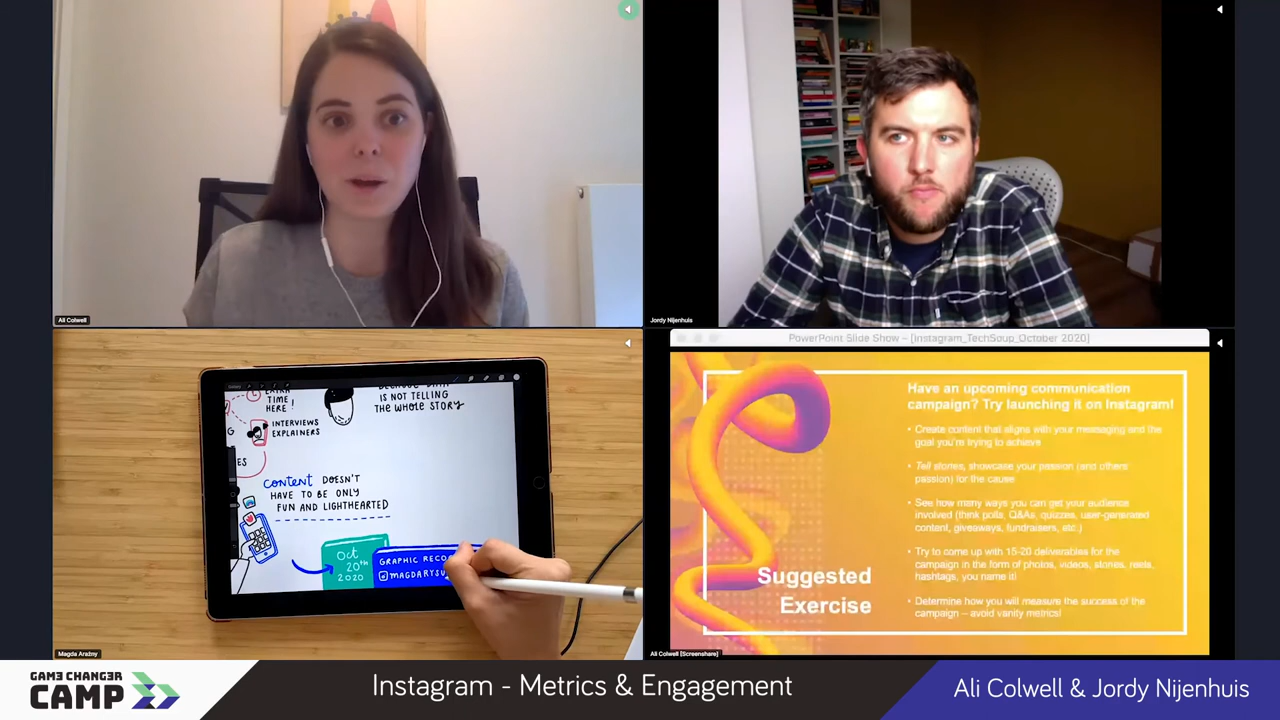 Ali Colwell
Jordy Nijenhuis
TIME
HERE!
INTERVIEWS
EXPLAINERS
IS NOT TELLING
THE WHOLE STORY
content DOESN'T
HAVE TO BE ONLY
FUN AND LIGHTHEARTED
Oct
20th
2020
GRAPHIC RECO
@MAGDARYSU
Magda Arażny
PowerPoint Slide Show – [Instagram_TechSoup_October 2020]
Have an upcoming communication
campaign? Try launching it on Instagram!
• Create content that aligns with your messaging and the
goal you're trying to achieve
• Tell stories, showcase your passion (and others'
passion) for the cause
• See how many ways you can get your audience
involved (think polls, Q&As, quizzes, user-generated
content, giveaways, fundraisers, etc.)
• Try to come up with 15-20 deliverables for the
campaign in the form of photos, videos, stories, reels,
hashtags, you name it!
• Determine how you will measure the success of the
campaign – avoid vanity metrics!
Suggested
Exercise
Ali Colwell [Screenshare]
GAME CHANGER
CAMP
Instagram - Metrics & Engagement
Ali Colwell & Jordy Nijenhuis